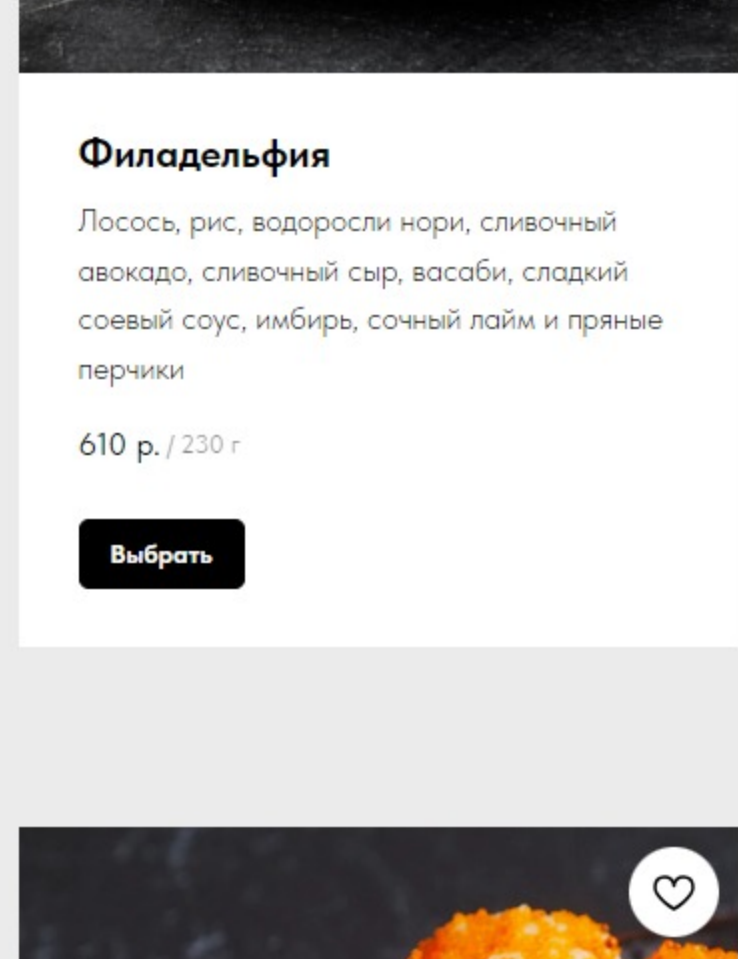 Филадельфия
Лосось, рис, водоросли нори, сливочный
авокадо, сливочный сыр, васаби, сладкий
соевый соус, имбирь, сочный лайм и пряные
перчики
610 р. / 230 г
Выбрать